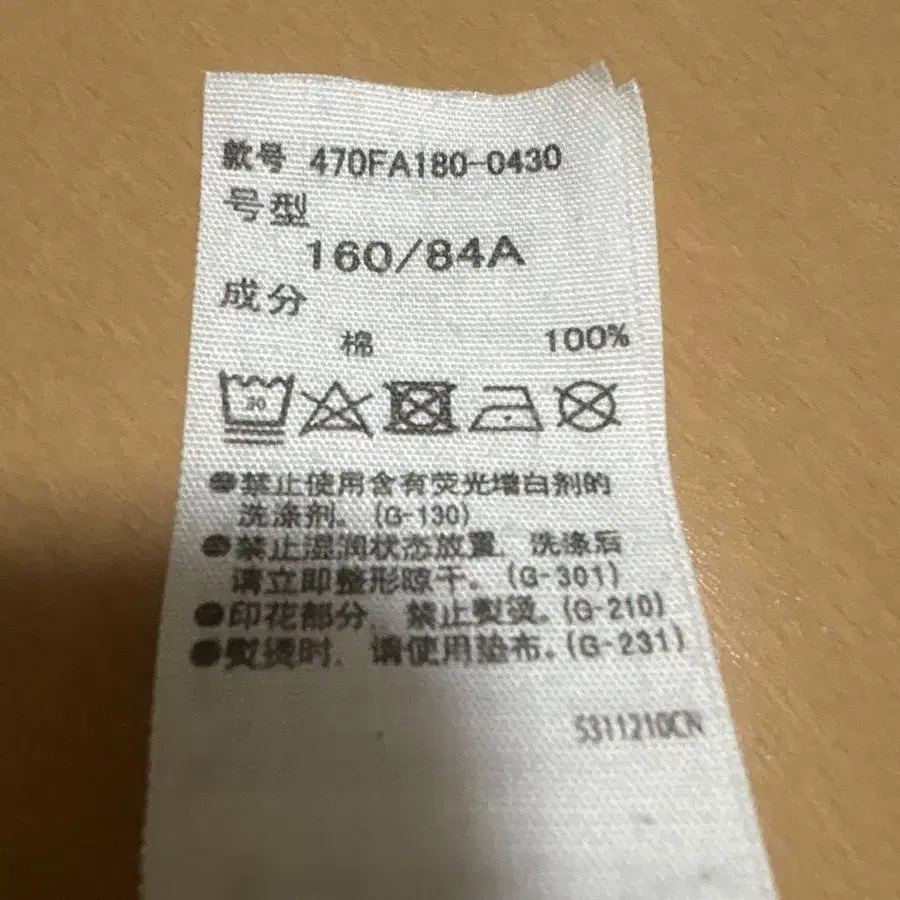 款号 470FA180-0430
号型
160/84A
成分
棉 100%
30
●禁止使用含有荧光增白剂的
洗涤剂。(G-130)
●禁止湿润状态放置，洗涤后
请立即整形晾干。(G-301)
●印花部分，禁止熨烫。(G-210)
●熨烫时，请使用垫布。(G-231)
5311210CN